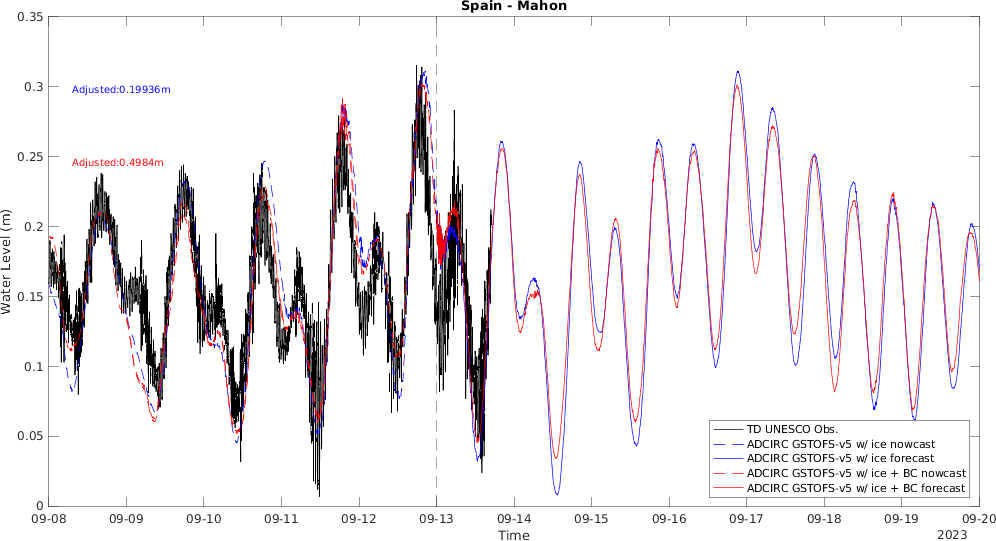 Spain - Mahon
0.35
0.3
0.25
0.2
0.15
0.1
0.05
0
Water Level (m)
Adjusted:0.19936m
Adjusted:0.4984m
TD UNESCO Obs.
ADCIRC GSTOFS-v5 w/ ice nowcast
ADCIRC GSTOFS-v5 w/ ice forecast
ADCIRC GSTOFS-v5 w/ ice + BC nowcast
ADCIRC GSTOFS-v5 w/ ice + BC forecast
09-08 09-09 09-10 09-11 09-12 09-13 09-14 09-15 09-16 09-17 09-18 09-19 09-20
Time
2023